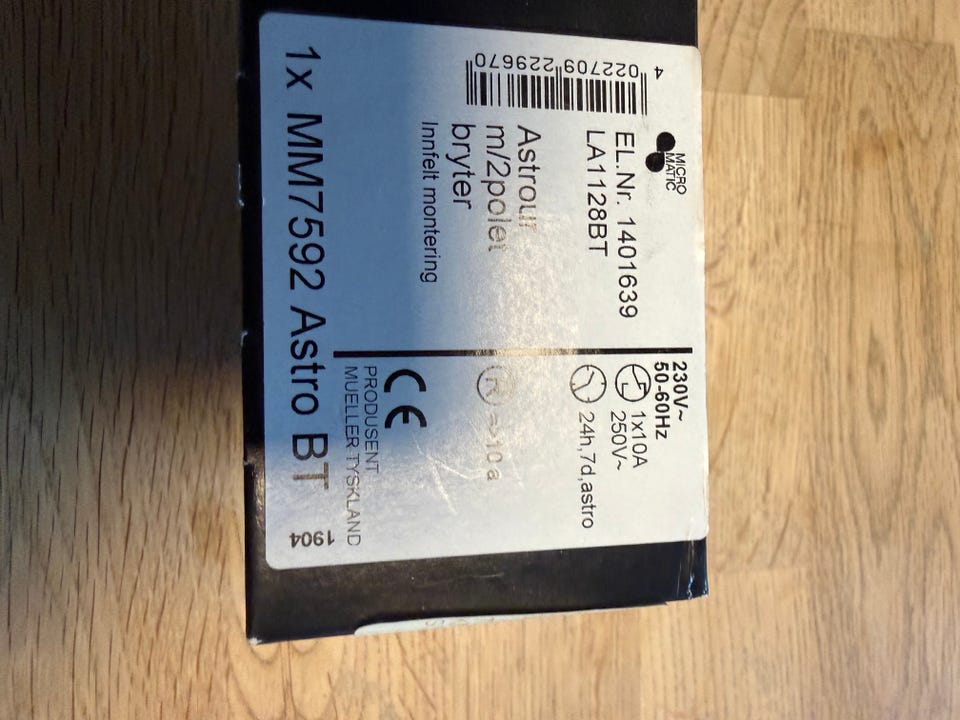 MICRO
MATIC
EL.Nr. 1401639
LA1128BT
4 022709 229670
Astrour
m/2polet
bryter
Innfelt montering
230V~
50-60Hz
1x10A
250V~
24h,7d,astro
R =>10 a
CE
PRODUSENT
MUELLER TYSKLAND
1x MM7592 Astro BT
1904